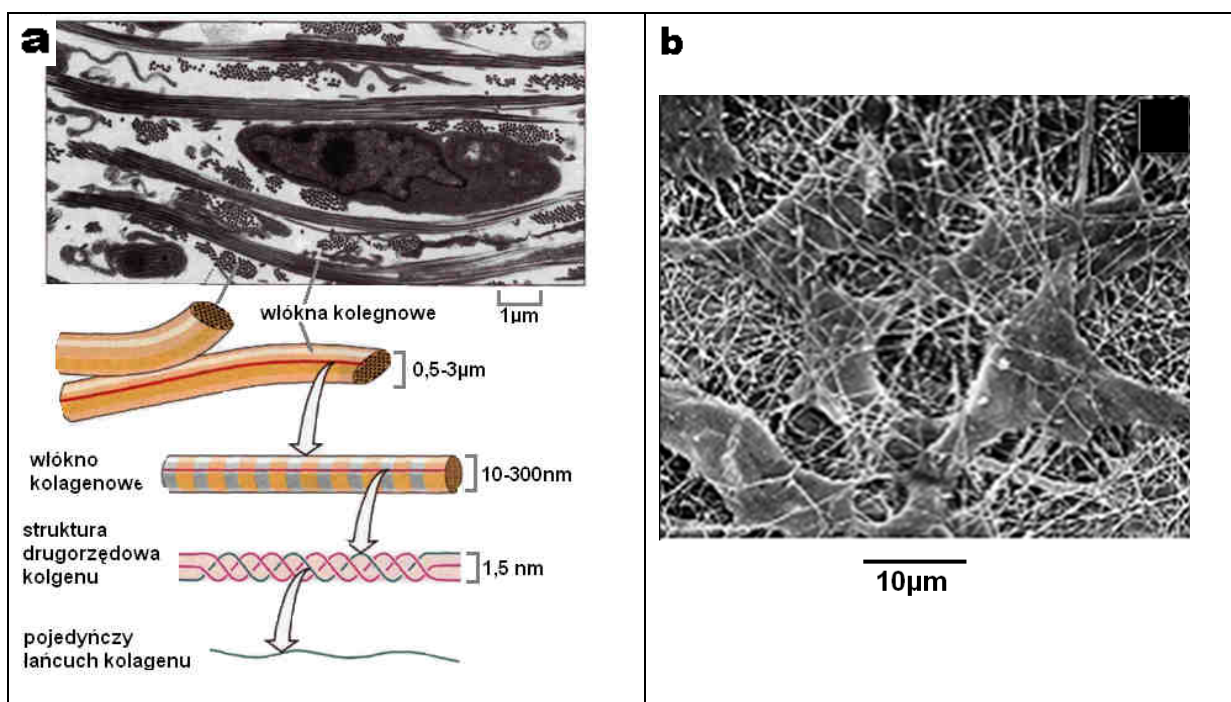 a
1µm
włókna kolegnowe
0,5-3µm
włókno
kolagenowe
10-300nm
struktura
drugorzędowa
kolgenu
1,5 nm
pojedyńczy
łańcuch kolagenu
b
10µm